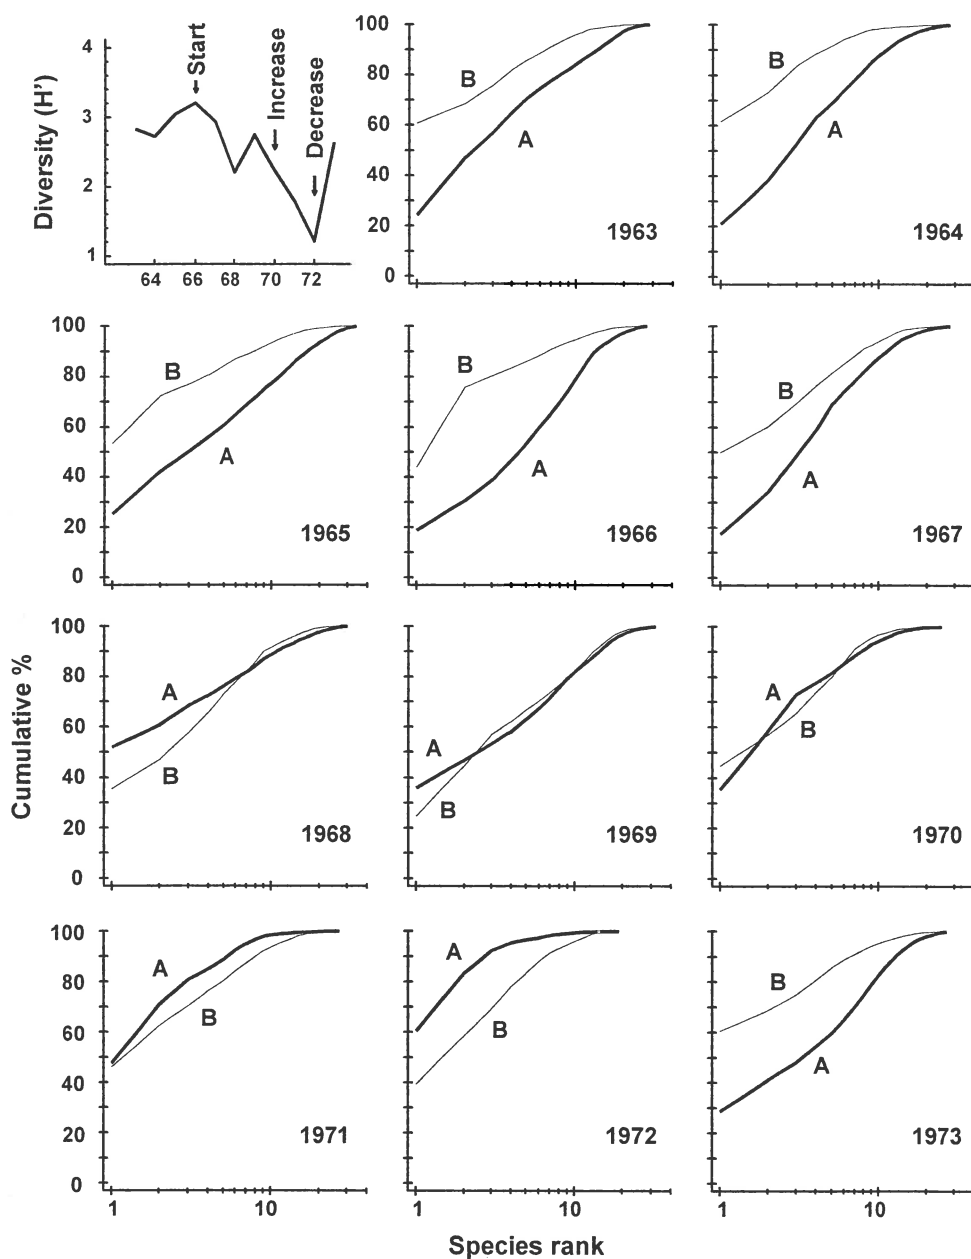 Diversity (H')
4
3
2
1
64 66 68 70 72
Start
Increase
Decrease
100
80
60
40
20
0
B
A
1963
B
A
1964
100
80
60
40
20
0
B
A
1965
B
A
1966
B
A
1967
Cumulative %
100
80
60
40
20
0
A
B
1968
A
B
1969
A
B
1970
100
80
60
40
20
0
A
B
1971
1 10
A
B
1972
1 10
B
A
1973
1 10
Species rank